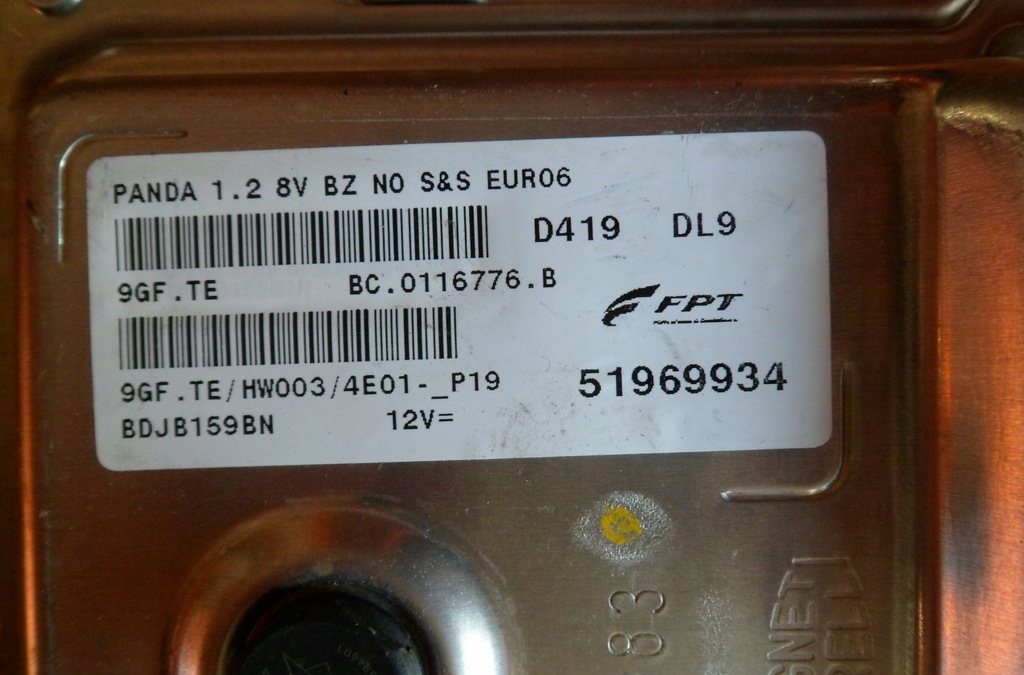 PANDA 1.2 8V BZ NO S&S EURO6
D419 DL9
9GF.TE BC.0116776.B
FPT
9GF.TE/HW003/4E01-_P19
51969934
BDJB159BN 12V=
83-